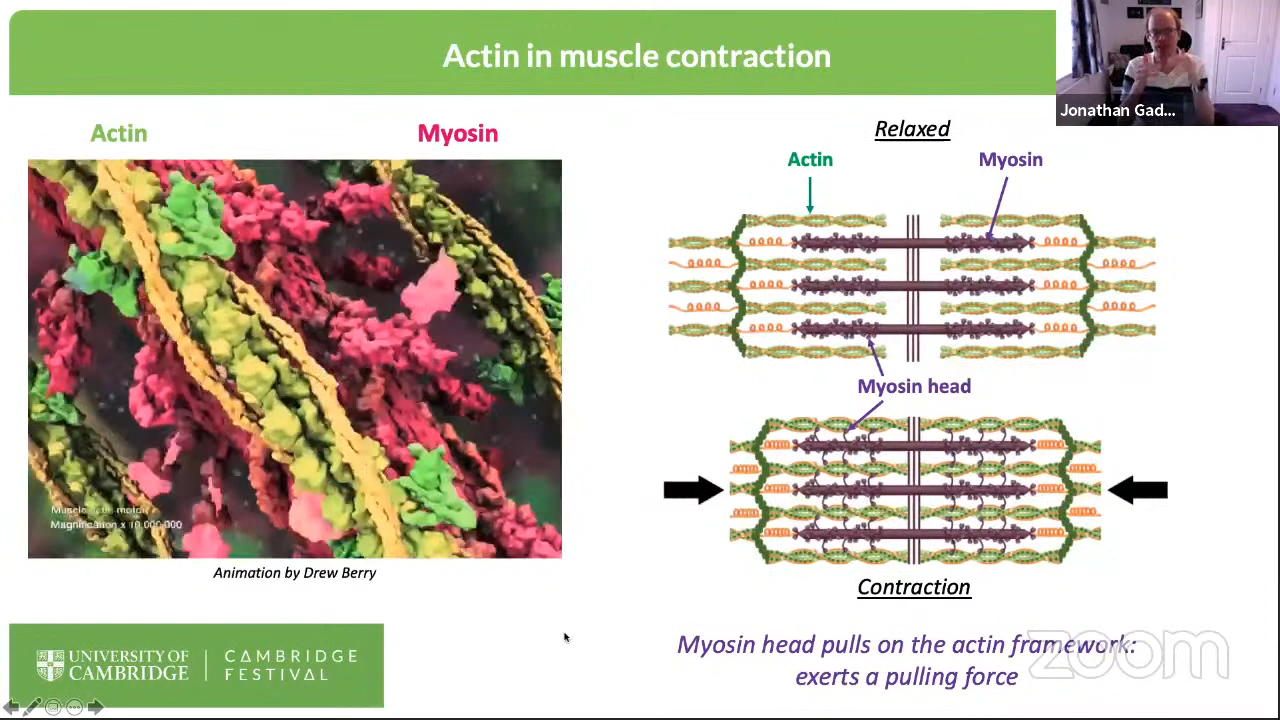 Actin in muscle contraction
Jonathan Gad...
Actin
Myosin
Muscle actin motor
Magnification x 10,000,000
Animation by Drew Berry
Relaxed
Actin
Myosin
Myosin head
Contraction
Myosin head pulls on the actin framework:
exerts a pulling force
UNIVERSITY OF
CAMBRIDGE
CAMBRIDGE
FESTIVAL
zoom